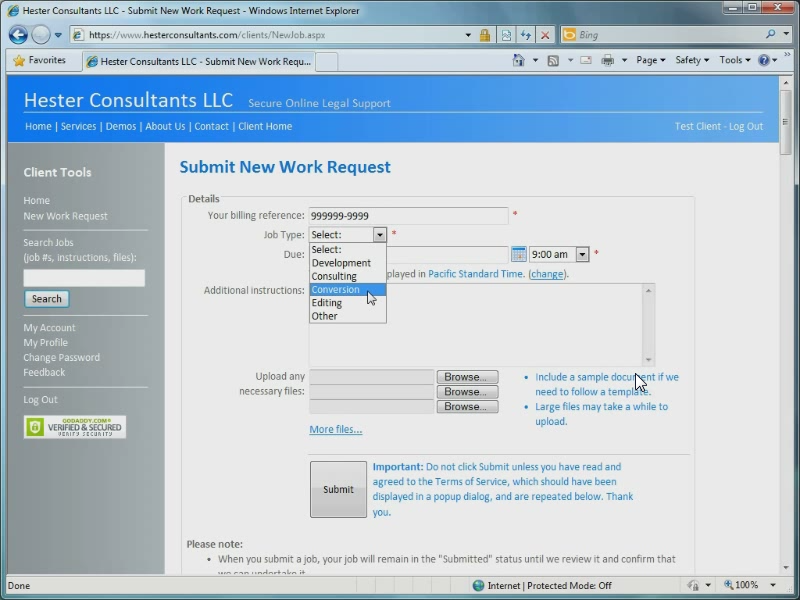 Hester Consultants LLC - Submit New Work Request - Windows Internet Explorer
https://www.hesterconsultants.com/clients/NewJob.aspx
Bing
Favorites
Hester Consultants LLC - Submit New Work Requ...
Page
Safety
Tools
Hester Consultants LLC
Secure Online Legal Support
Home | Services | Demos | About Us | Contact | Client Home
Test Client - Log Out
Client Tools
Home
New Work Request
Search Jobs
(job #s, instructions, files):
Search
My Account
My Profile
Change Password
Feedback
Log Out
GODADDY.COM
VERIFIED & SECURED
VERIFY SECURITY
Submit New Work Request
Details
Your billing reference: 999999-9999 *
Job Type: Select: *
Select:
Development
Consulting
Conversion
Editing
Other
Due: 9:00 am *
played in Pacific Standard Time. (change).
Additional instructions:
Upload any
necessary files:
Browse...
Browse...
Browse...
More files...
• Include a sample document if we
need to follow a template.
• Large files may take a while to
upload.
Submit
Important: Do not click Submit unless you have read and
agreed to the Terms of Service, which should have been
displayed in a popup dialog, and are repeated below. Thank
you.
Please note:
• When you submit a job, your job will remain in the "Submitted" status until we review it and confirm that
we can undertake it.
Done
Internet | Protected Mode: Off
100%